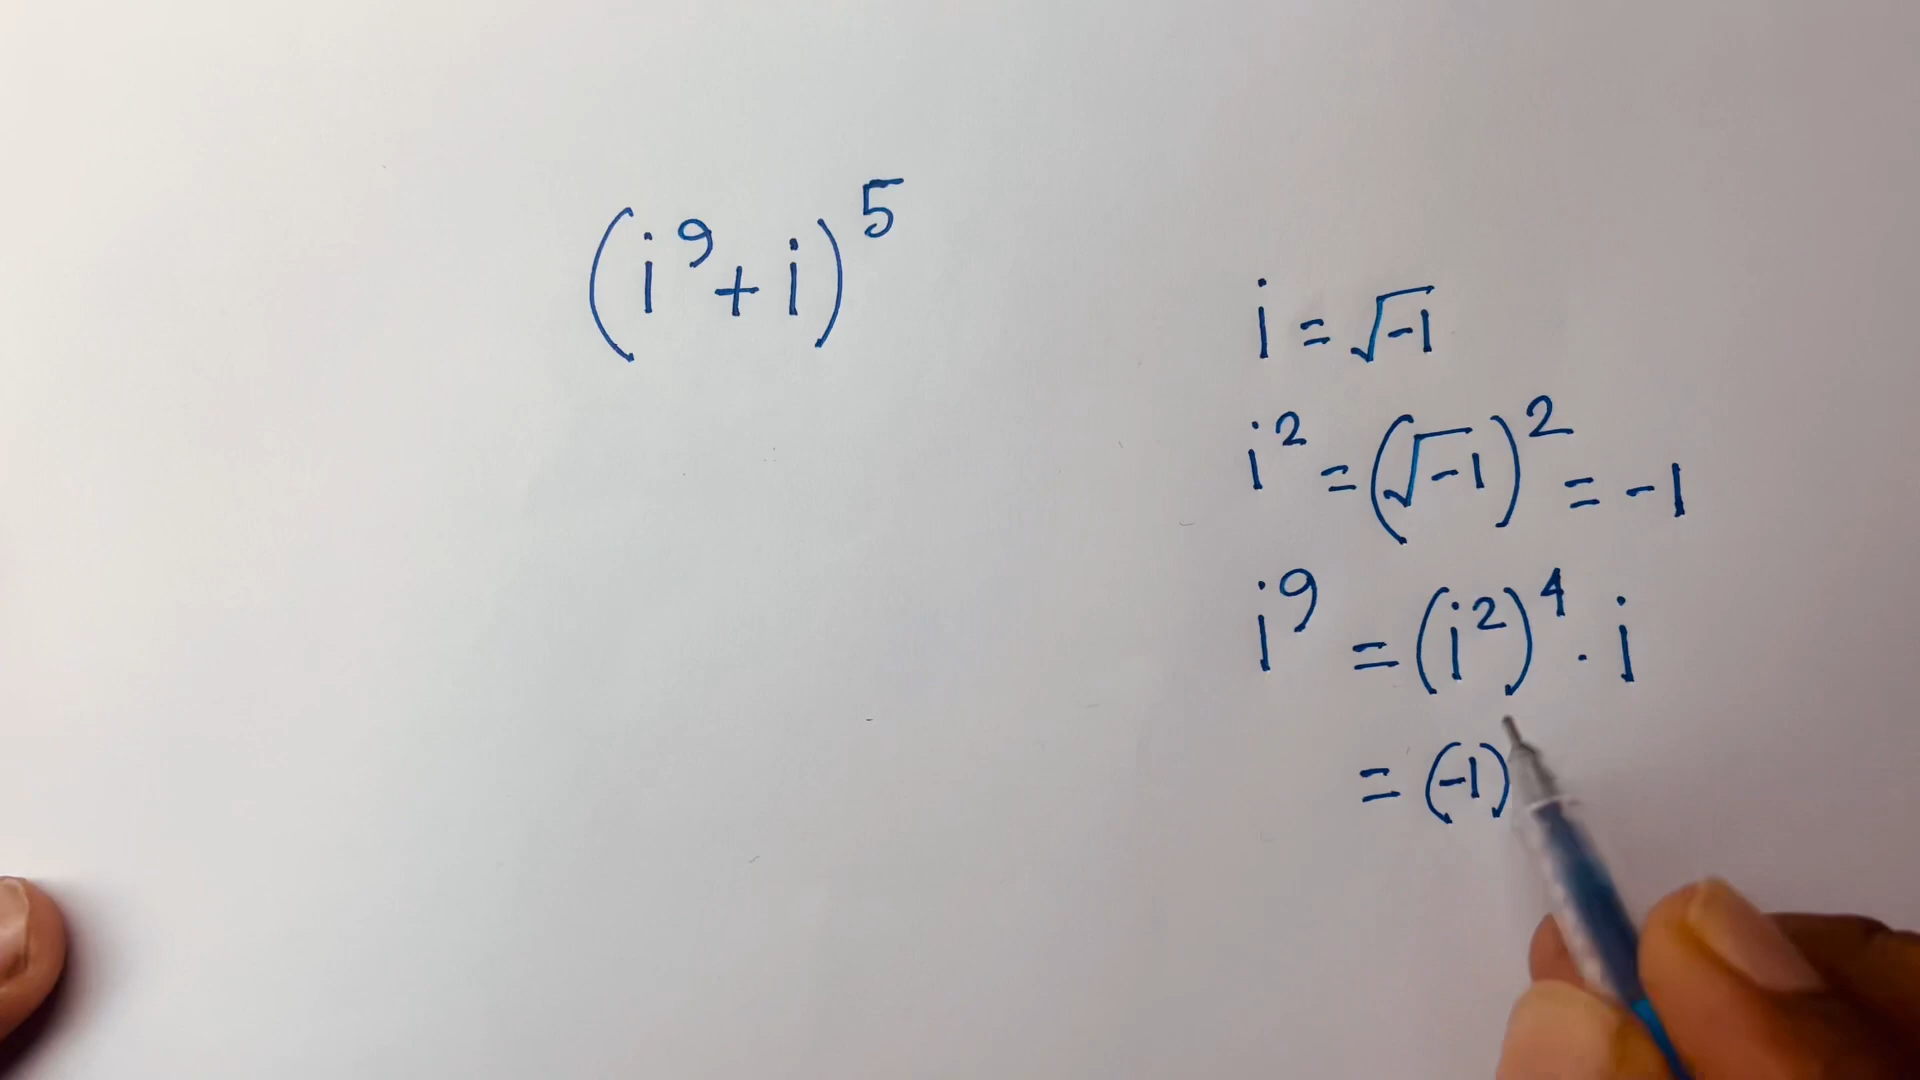 (i⁹+i)⁵
i = √-1
i² = (√-1)² = -1
i⁹ = (i²)⁴ · i
= (-1)